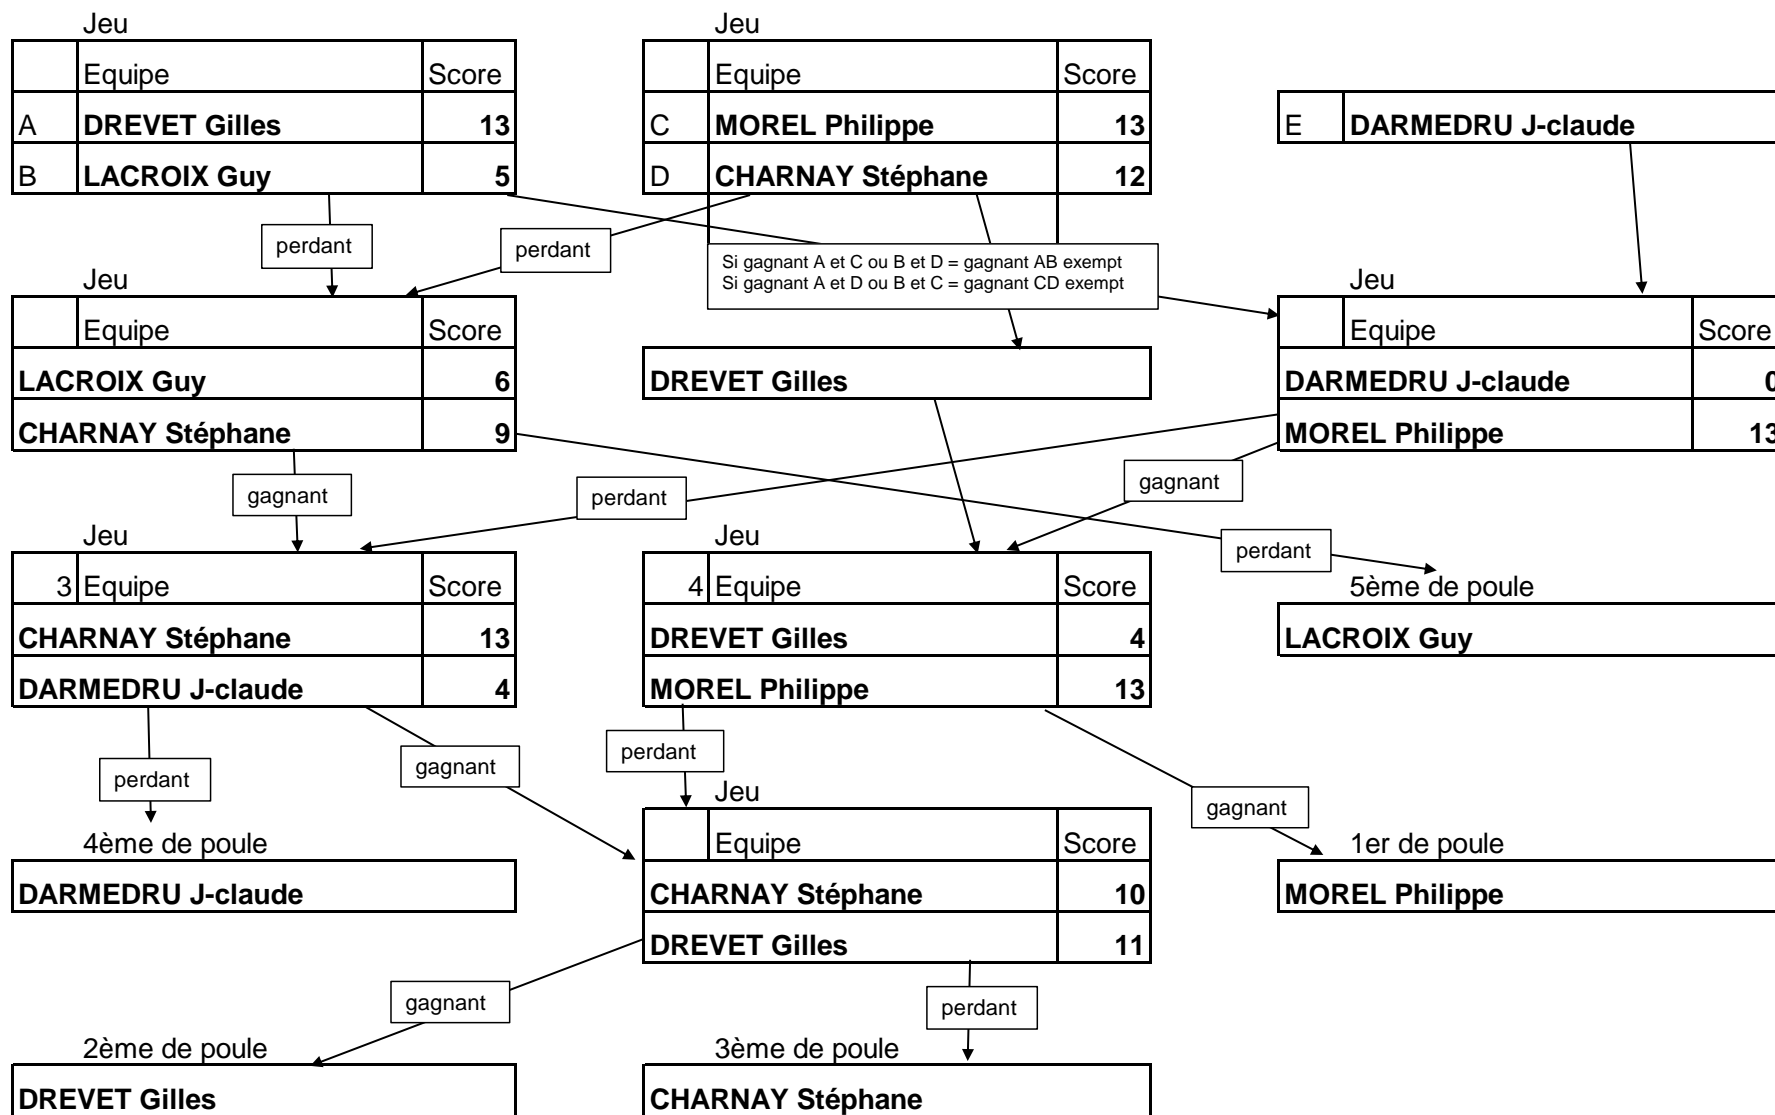 Jeu
Jeu
Equipe Score
Equipe Score
A DREVET Gilles 13
C MOREL Philippe 13
E DARMEDRU J-claude
B LACROIX Guy 5
D CHARNAY Stéphane 12
perdant
perdant
Si gagnant A et C ou B et D = gagnant AB exempt
Si gagnant A et D ou B et C = gagnant CD exempt
Jeu
Jeu
Equipe Score
Equipe Score
LACROIX Guy 6
DREVET Gilles
DARMEDRU J-claude 0
CHARNAY Stéphane 9
MOREL Philippe 13
gagnant
perdant
gagnant
Jeu
Jeu
perdant
3 Equipe Score
4 Equipe Score
5ème de poule
CHARNAY Stéphane 13
DREVET Gilles 4
LACROIX Guy
DARMEDRU J-claude 4
MOREL Philippe 13
perdant
gagnant
perdant
Jeu
gagnant
4ème de poule
Equipe Score
1er de poule
DARMEDRU J-claude
CHARNAY Stéphane 10
MOREL Philippe
DREVET Gilles 11
gagnant
perdant
2ème de poule
3ème de poule
DREVET Gilles
CHARNAY Stéphane